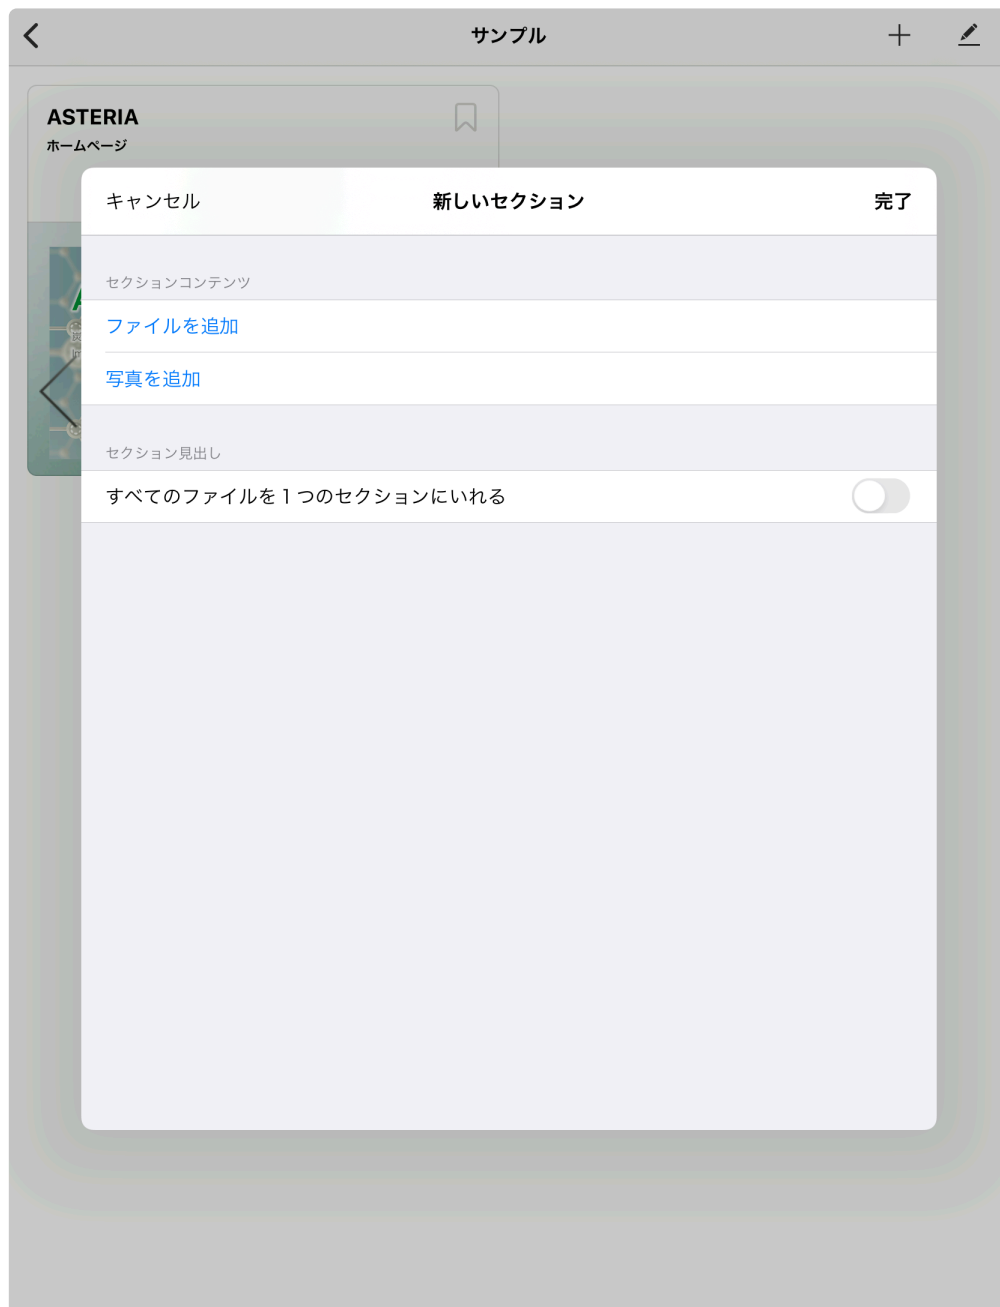 サンプル
ASTERIA
ホームページ
キャンセル
新しいセクション
完了
セクションコンテンツ
ファイルを追加
写真を追加
セクション見出し
すべてのファイルを1つのセクションにいれる